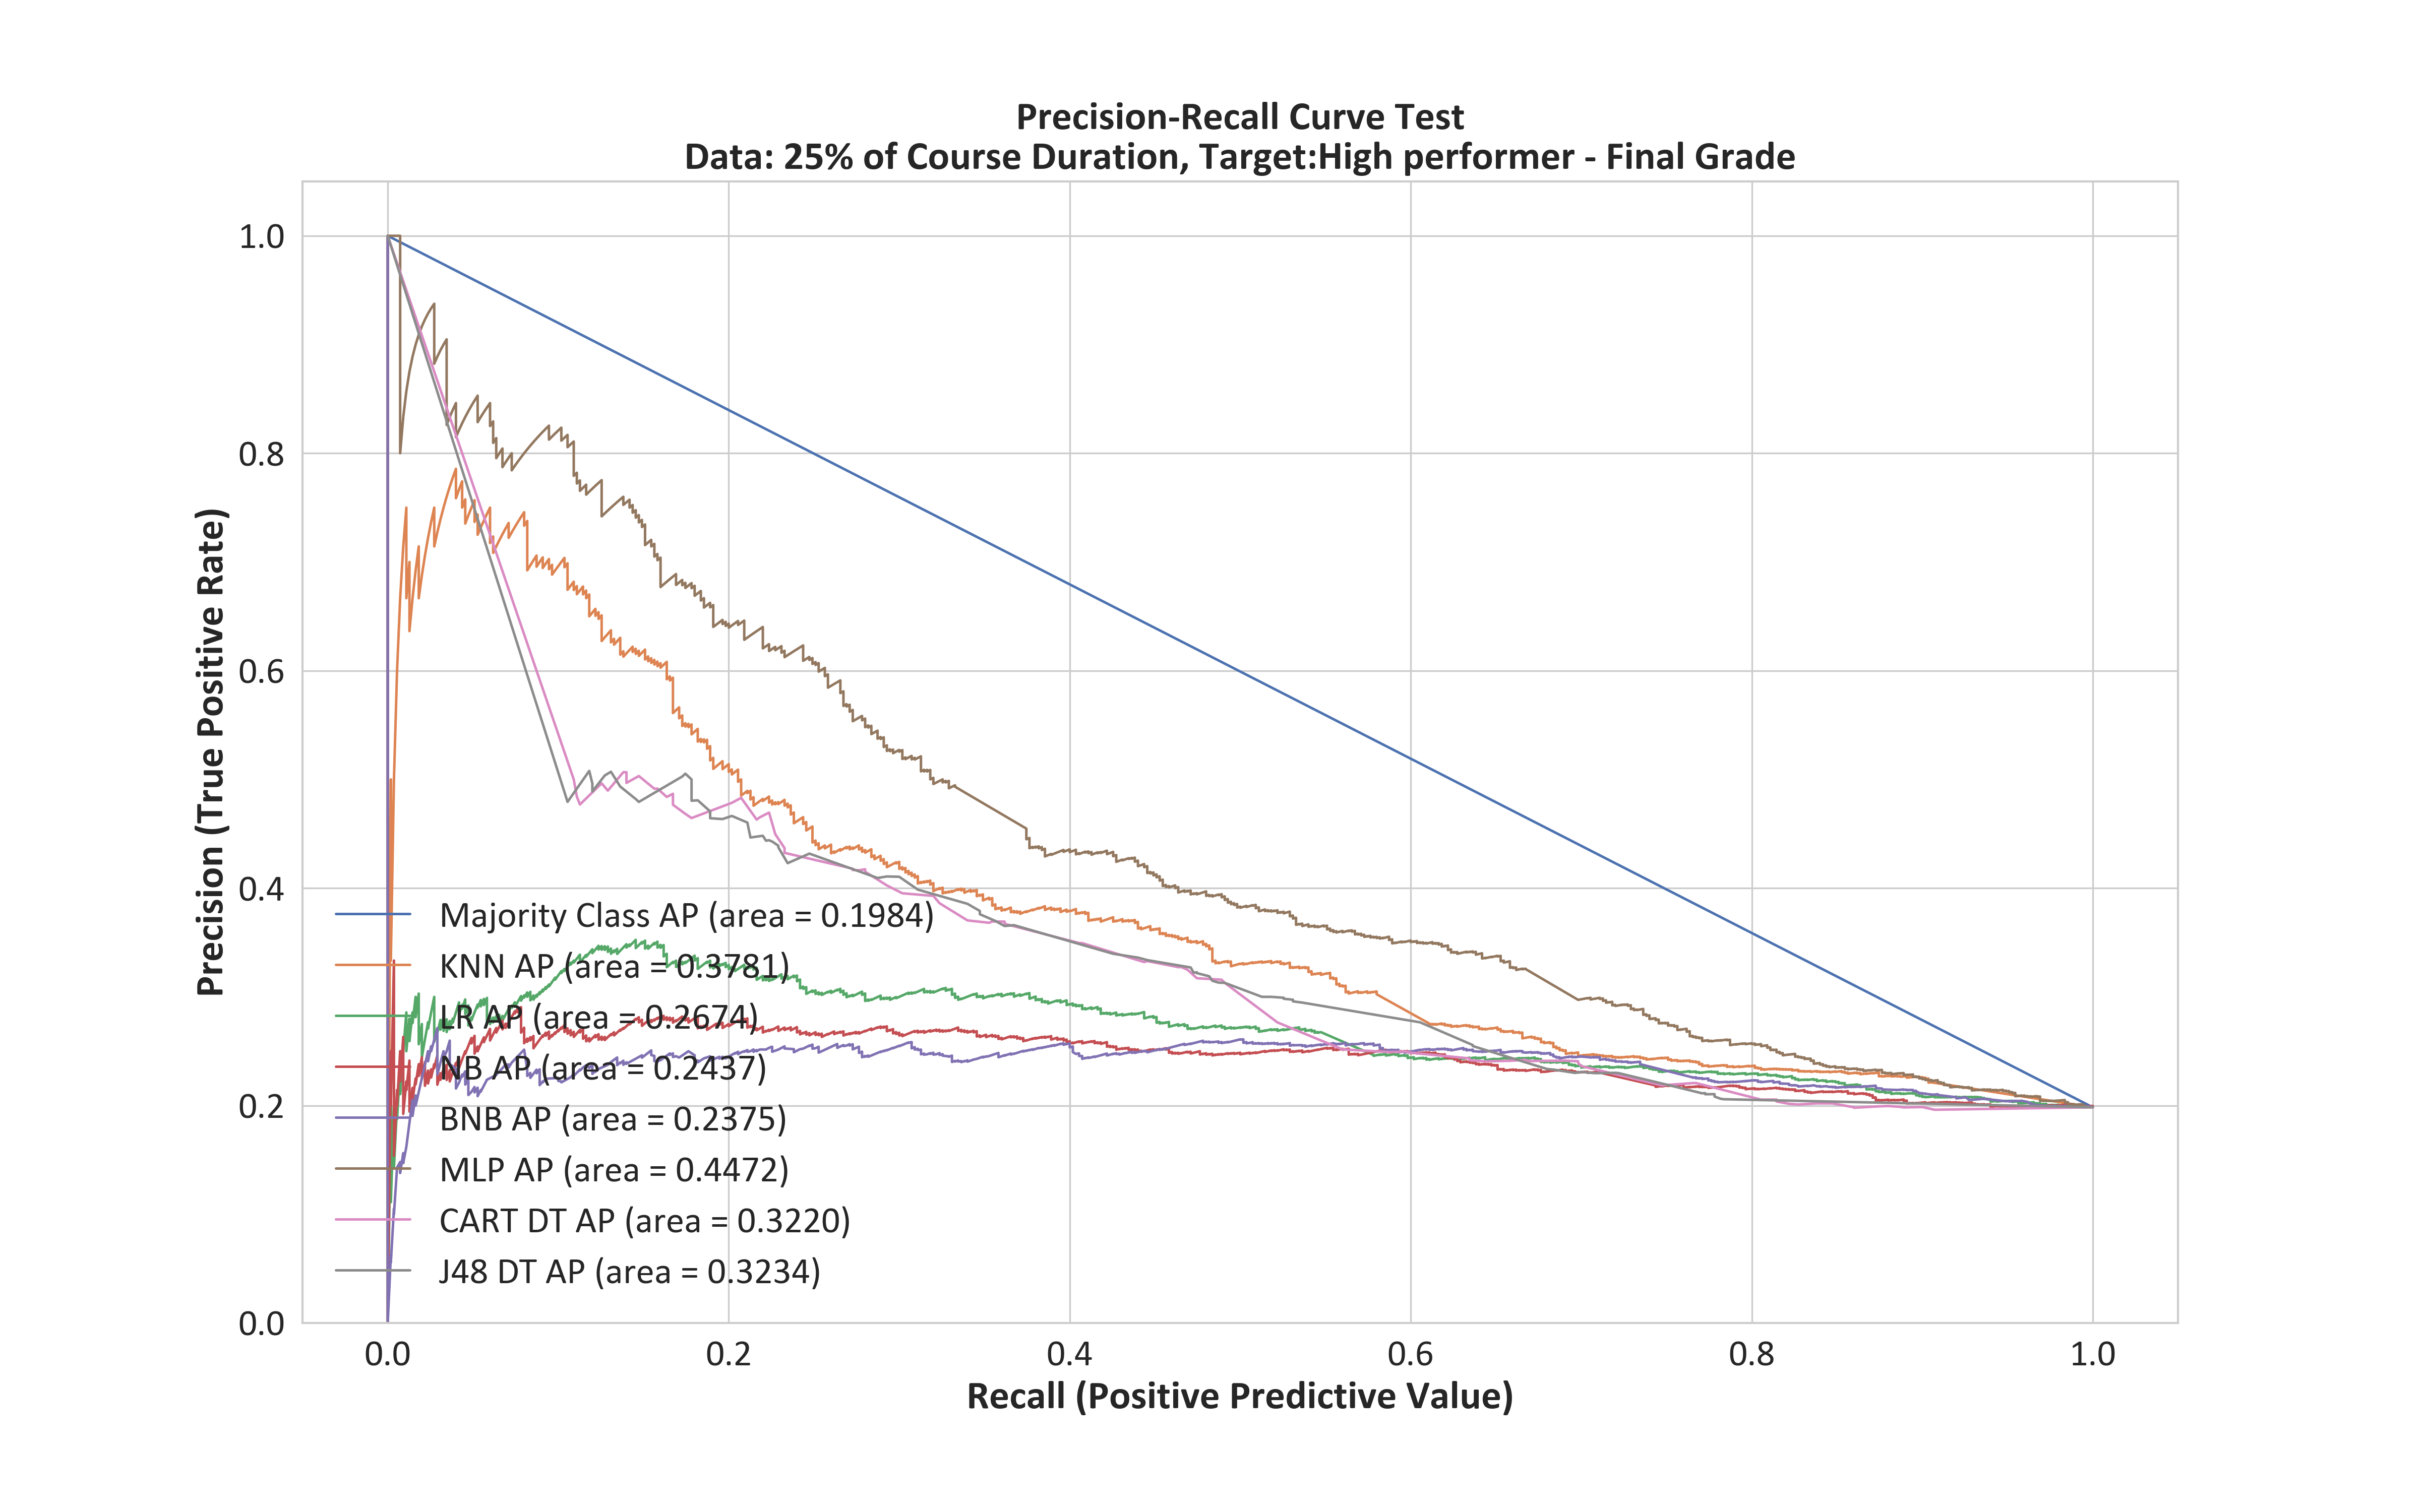 Precision-Recall Curve Test
Data: 25% of Course Duration, Target:High performer - Final Grade
Precision (True Positive Rate)
1.0
0.8
0.6
0.4
0.2
0.0
Majority Class AP (area = 0.1984)
KNN AP (area = 0.3781)
LR AP (area = 0.2674)
NB AP (area = 0.2437)
BNB AP (area = 0.2375)
MLP AP (area = 0.4472)
CART DT AP (area = 0.3220)
J48 DT AP (area = 0.3234)
0.0 0.2 0.4 0.6 0.8 1.0
Recall (Positive Predictive Value)